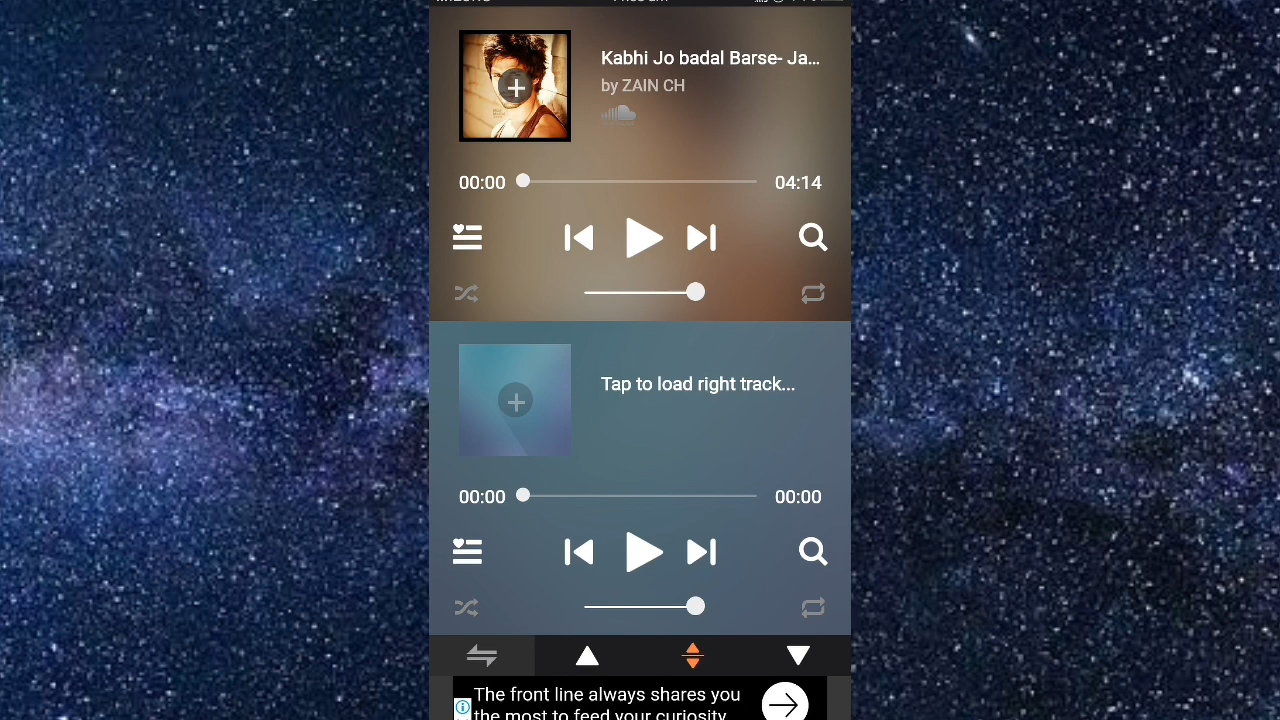 Kabhi Jo badal Barse- Ja...
by ZAIN CH
00:00
04:14
Tap to load right track...
00:00
00:00
The front line always shares you
the most to feed your curiosity